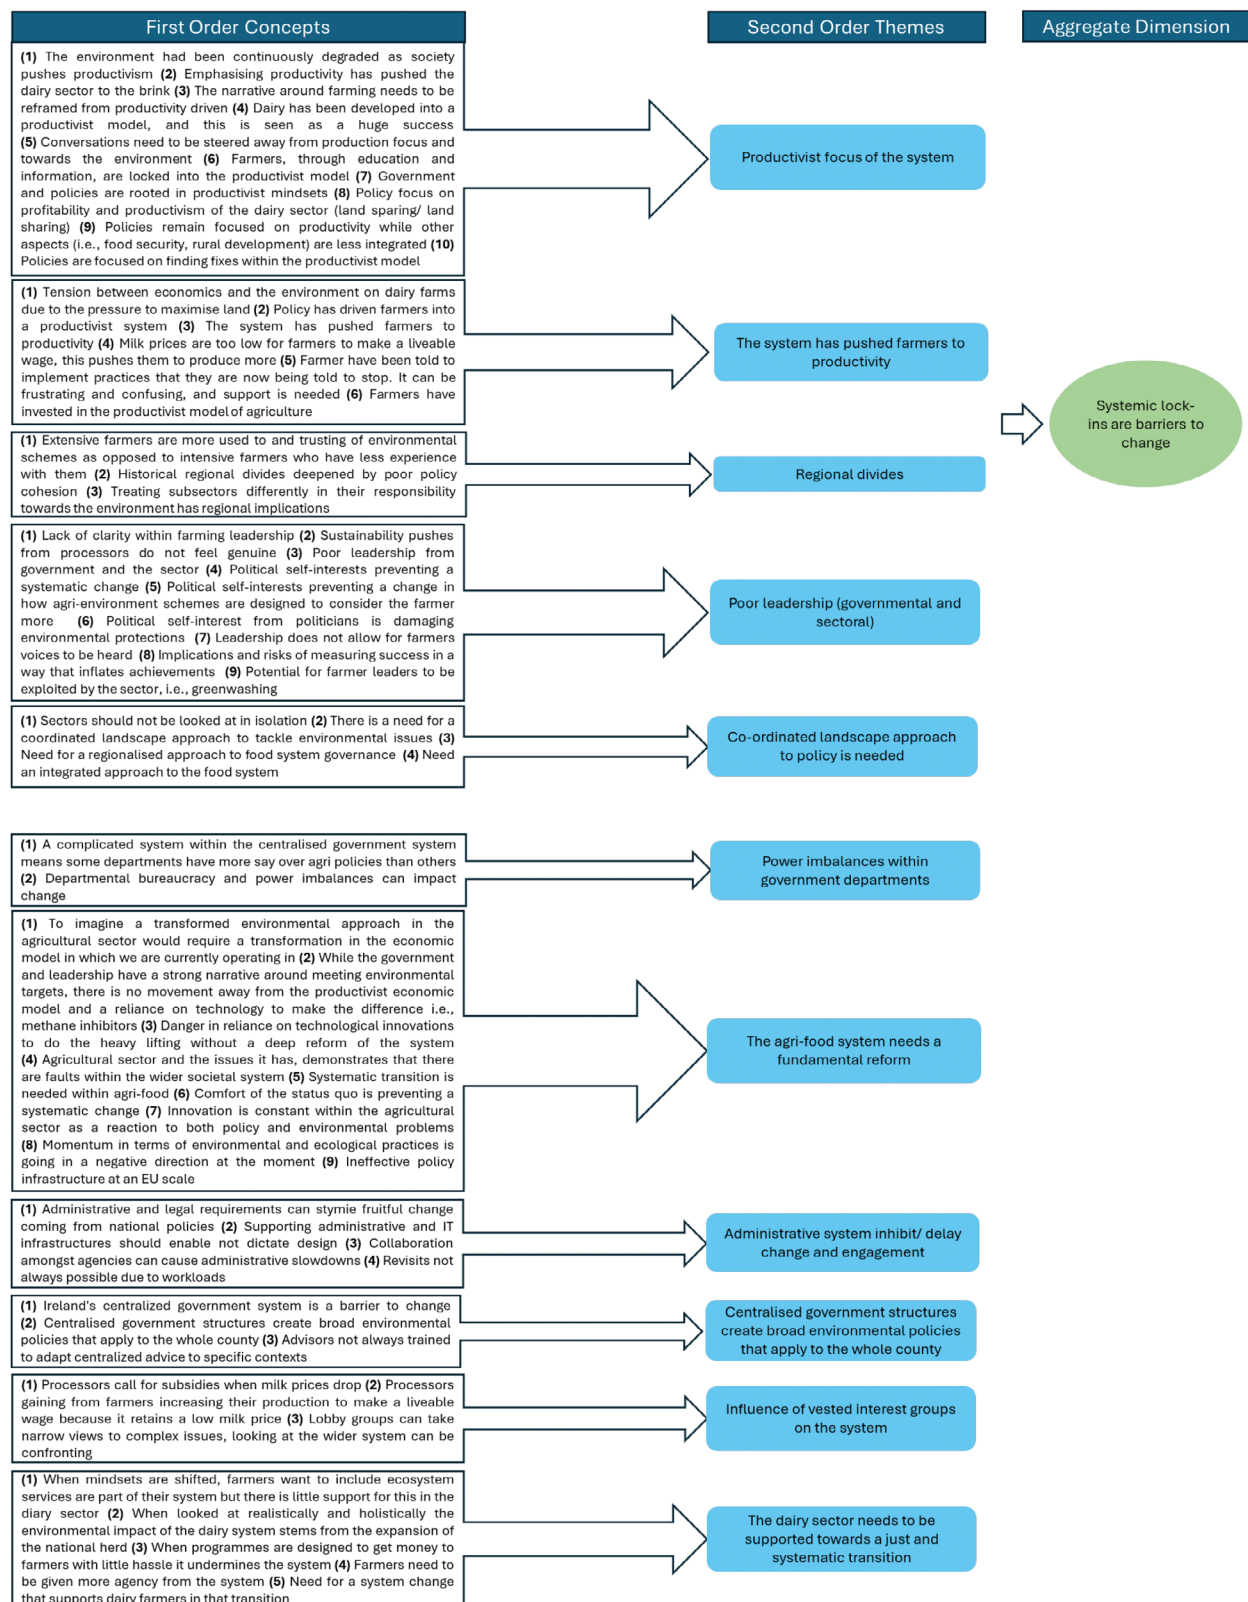 First Order Concepts
Second Order Themes
Aggregate Dimension
(1) The environment had been continuously degraded as society
pushes productivism (2) Emphasising productivity has pushed the
dairy sector to the brink (3) The narrative around farming needs to be
reframed from productivity driven (4) Dairy has been developed into a
productivist model, and this is seen as a huge success
(5) Conversations need to be steered away from production focus and
towards the environment (6) Farmers, through education and
information, are locked into the productivist model (7) Government
and policies are rooted in productivist mindsets (8) Policy focus on
profitability and productivism of the dairy sector (land sparing/ land
sharing) (9) Policies remain focused on productivity while other
aspects (i.e., food security, rural development) are less integrated (10)
Policies are focused on finding fixes within the productivist model
Productivist focus of the system
(1) Tension between economics and the environment on dairy farms
due to the pressure to maximise land (2) Policy has driven farmers into
a productivist system (3) The system has pushed farmers to
productivity (4) Milk prices are too low for farmers to make a liveable
wage, this pushes them to produce more (5) Farmer have been told to
implement practices that they are now being told to stop. It can be
frustrating and confusing, and support is needed (6) Farmers have
invested in the productivist model of agriculture
The system has pushed farmers to
productivity
Systemic lock-
ins are barriers to
change
(1) Extensive farmers are more used to and trusting of environmental
schemes as opposed to intensive farmers who have less experience
with them (2) Historical regional divides deepened by poor policy
cohesion (3) Treating subsectors differently in their responsibility
towards the environment has regional implications
Regional divides
(1) Lack of clarity within farming leadership (2) Sustainability pushes
from processors do not feel genuine (3) Poor leadership from
government and the sector (4) Political self-interests preventing a
systematic change (5) Political self-interests preventing a change in
how agri-environment schemes are designed to consider the farmer
more (6) Political self-interest from politicians is damaging
environmental protections (7) Leadership does not allow for farmers
voices to be heard (8) Implications and risks of measuring success in a
way that inflates achievements (9) Potential for farmer leaders to be
exploited by the sector, i.e., greenwashing
Poor leadership (governmental and
sectoral)
(1) Sectors should not be looked at in isolation (2) There is a need for a
coordinated landscape approach to tackle environmental issues (3)
Need for a regionalised approach to food system governance (4) Need
an integrated approach to the food system
Co-ordinated landscape approach
to policy is needed
(1) A complicated system within the centralised government system
means some departments have more say over agri policies than others
(2) Departmental bureaucracy and power imbalances can impact
change
Power imbalances within
government departments
(1) To imagine a transformed environmental approach in the
agricultural sector would require a transformation in the economic
model in which we are currently operating in (2) While the government
and leadership have a strong narrative around meeting environmental
targets, there is no movement away from the productivist economic
model and a reliance on technology to make the difference i.e.,
methane inhibitors (3) Danger in reliance on technological innovations
to do the heavy lifting without a deep reform of the system
(4) Agricultural sector and the issues it has, demonstrates that there
are faults within the wider societal system (5) Systematic transition is
needed within agri-food (6) Comfort of the status quo is preventing a
systematic change (7) Innovation is constant within the agricultural
sector as a reaction to both policy and environmental problems
(8) Momentum in terms of environmental and ecological practices is
going in a negative direction at the moment (9) Ineffective policy
infrastructure at an EU scale
The agri-food system needs a
fundamental reform
(1) Administrative and legal requirements can stymie fruitful change
coming from national policies (2) Supporting administrative and IT
infrastructures should enable not dictate design (3) Collaboration
amongst agencies can cause administrative slowdowns (4) Revisits not
always possible due to workloads
Administrative system inhibit/ delay
change and engagement
(1) Ireland's centralized government system is a barrier to change
(2) Centralised government structures create broad environmental
policies that apply to the whole county (3) Advisors not always trained
to adapt centralized advice to specific contexts
Centralised government structures
create broad environmental policies
that apply to the whole county
(1) Processors call for subsidies when milk prices drop (2) Processors
gaining from farmers increasing their production to make a liveable
wage because it retains a low milk price (3) Lobby groups can take
narrow views to complex issues, looking at the wider system can be
confronting
Influence of vested interest groups
on the system
(1) When mindsets are shifted, farmers want to include ecosystem
services are part of their system but there is little support for this in the
diary sector (2) When looked at realistically and holistically the
environmental impact of the dairy system stems from the expansion of
the national herd (3) When programmes are designed to get money to
farmers with little hassle it undermines the system (4) Farmers need to
be given more agency from the system (5) Need for a system change
that supports dairy farmers in that transition
The dairy sector needs to be
supported towards a just and
systematic transition